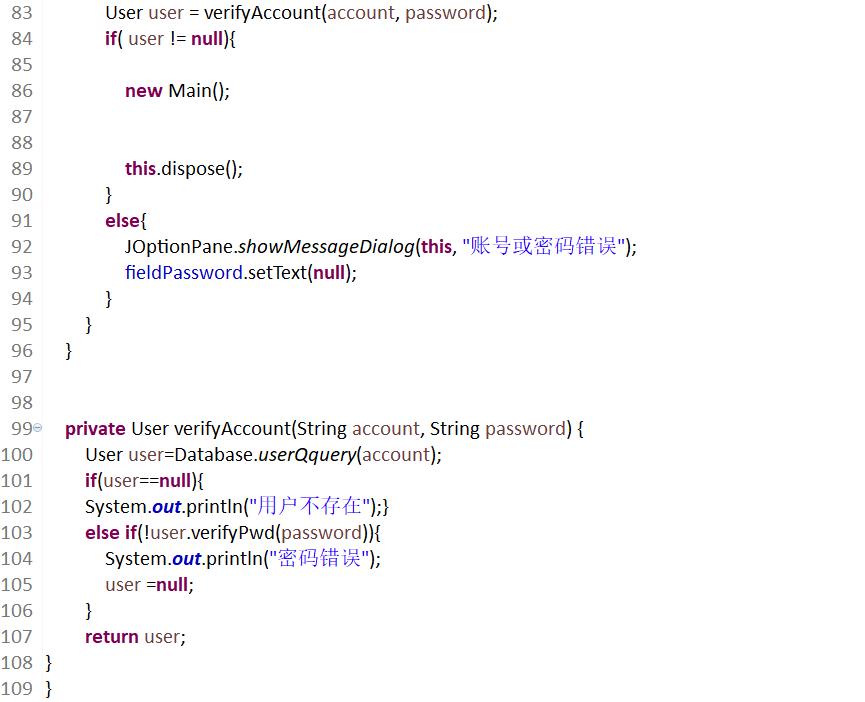 83 User user = verifyAccount(account, password);
84 if( user != null){
85
86 new Main();
87
88
89 this.dispose();
90 }
91 else{
92 JOptionPane.showMessageDialog(this, "账号或密码错误");
93 fieldPassword.setText(null);
94 }
95 }
96 }
97
98
99 private User verifyAccount(String account, String password) {
100 User user=Database.userQquery(account);
101 if(user==null){
102 System.out.println("用户不存在");}
103 else if(!user.verifyPwd(password)){
104 System.out.println("密码错误");
105 user =null;
106 }
107 return user;
108 }
109 }